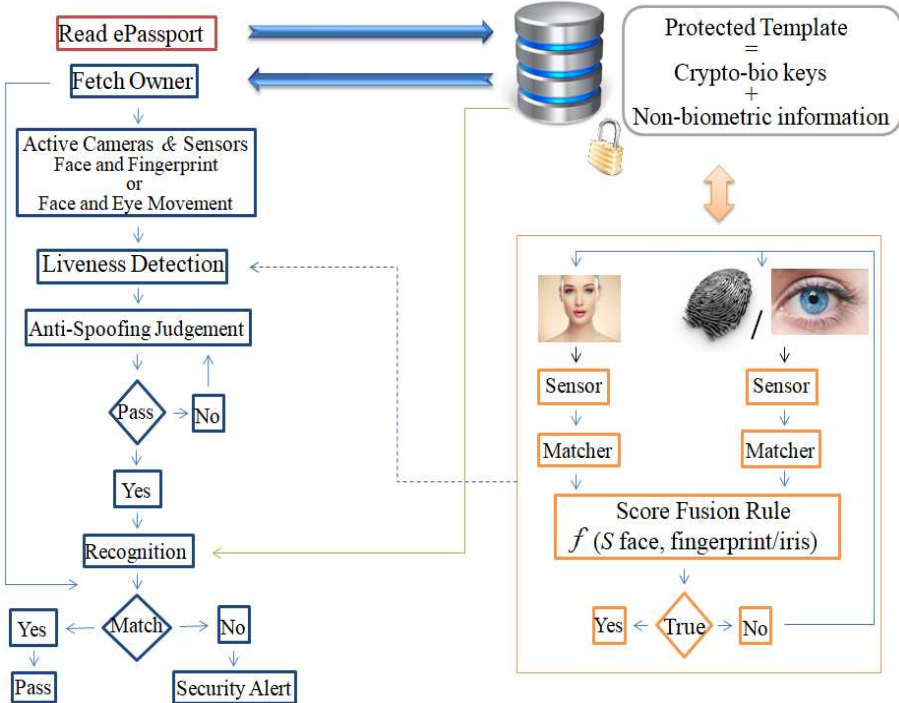 Read ePassport
Fetch Owner
Active Cameras & Sensors
Face and Fingerprint
or
Face and Eye Movement
Liveness Detection
Anti-Spoofing Judgement
Pass
No
Yes
Recognition
Yes
Match
No
Pass
Security Alert
Protected Template
=
Crypto-bio keys
+
Non-biometric information
/
Sensor
Sensor
Matcher
Matcher
Score Fusion Rule
f (S face, fingerprint/iris)
Yes
True
No